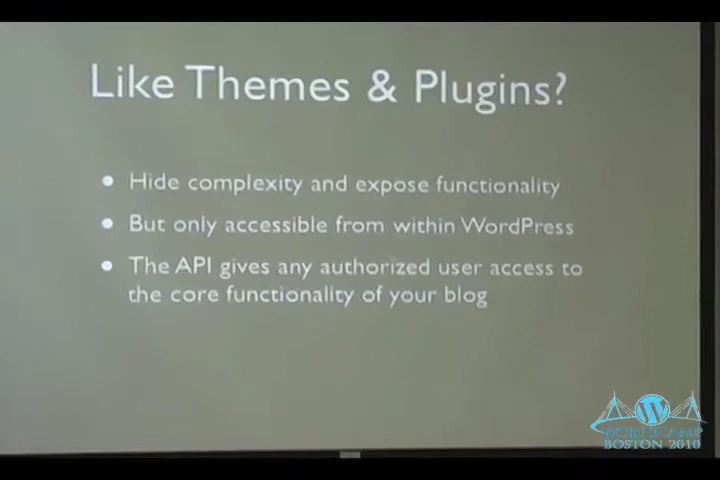 Like Themes & Plugins?
● Hide complexity and expose functionality
● But only accessible from within WordPress
● The API gives any authorized user access to
the core functionality of your blog
WORDCAMP
BOSTON 2010